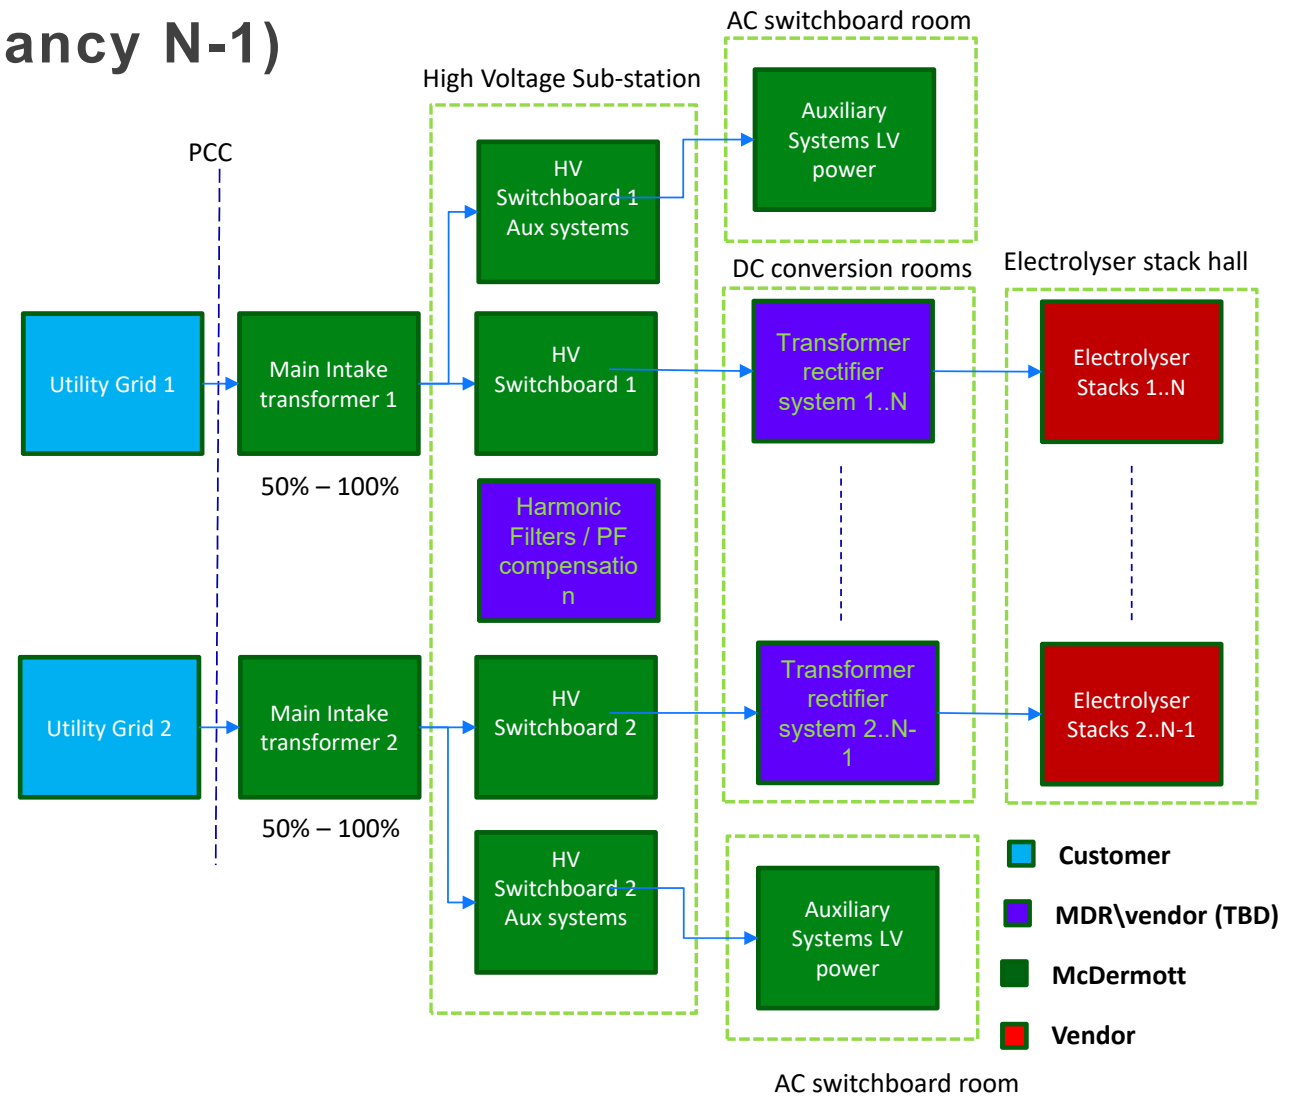 ancy N-1)
AC switchboard room
High Voltage Sub-station
PCC
Auxiliary
Systems LV
power
HV
Switchboard 1
Aux systems
DC conversion rooms
Electrolyser stack hall
Utility Grid 1
Main Intake
transformer 1
50% – 100%
HV
Switchboard 1
Transformer
rectifier
system 1..N
Electrolyser
Stacks 1..N
Harmonic
Filters / PF
compensatio
n
Utility Grid 2
Main Intake
transformer 2
50% – 100%
HV
Switchboard 2
Transformer
rectifier
system 2..N-
1
Electrolyser
Stacks 2..N-1
HV
Switchboard 2
Aux systems
Auxiliary
Systems LV
power
AC switchboard room
Customer
MDR\vendor (TBD)
McDermott
Vendor